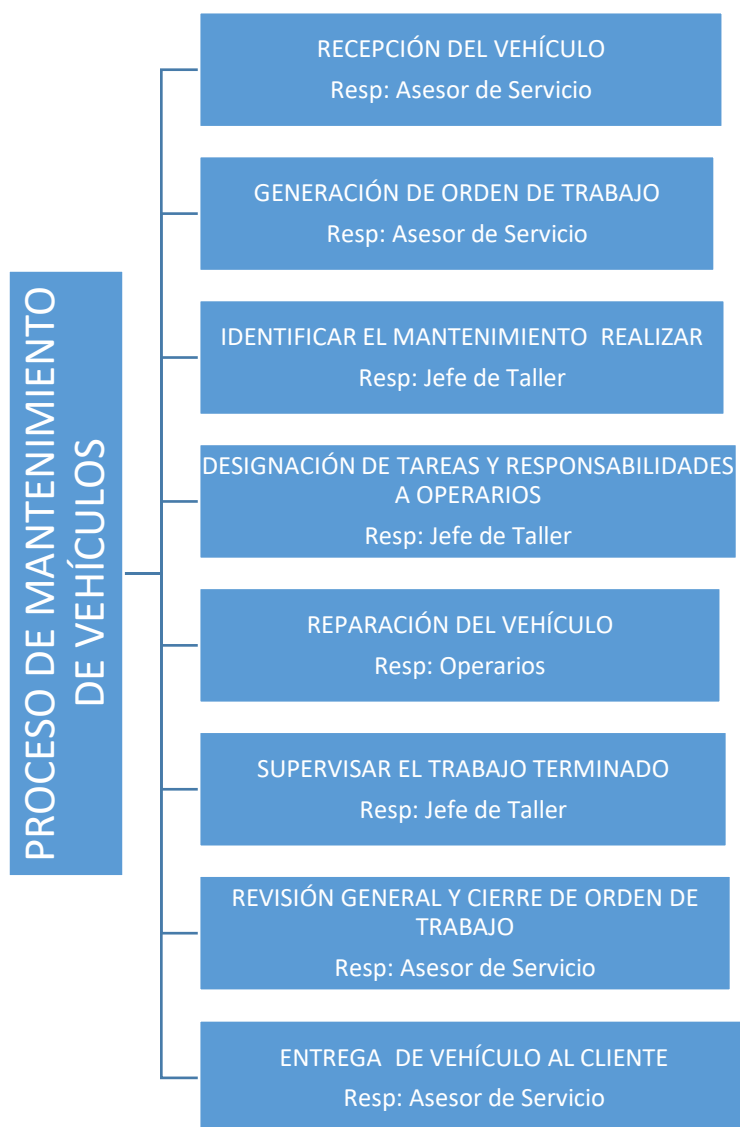 PROCESO DE MANTENIMIENTO
DE VEHÍCULOS
RECEPCIÓN DEL VEHÍCULO
Resp: Asesor de Servicio
GENERACIÓN DE ORDEN DE TRABAJO
Resp: Asesor de Servicio
IDENTIFICAR EL MANTENIMIENTO  REALIZAR
Resp: Jefe de Taller
DESIGNACIÓN DE TAREAS Y RESPONSABILIDADES
A OPERARIOS
Resp: Jefe de Taller
REPARACIÓN DEL VEHÍCULO
Resp: Operarios
SUPERVISAR EL TRABAJO TERMINADO
Resp: Jefe de Taller
REVISIÓN GENERAL Y CIERRE DE ORDEN DE
TRABAJO
Resp: Asesor de Servicio
ENTREGA  DE VEHÍCULO AL CLIENTE
Resp: Asesor de Servicio